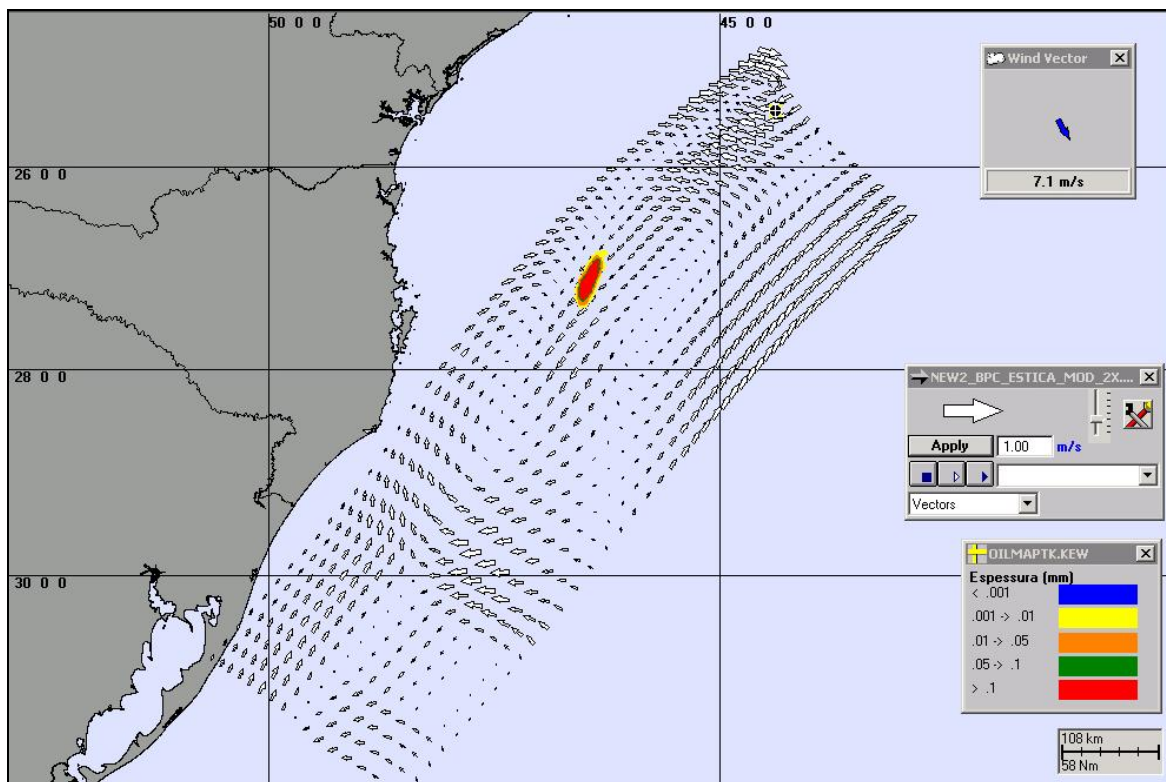 50 0 0
45 0 0
26 0 0
28 0 0
30 0 0
Wind Vector
7.1 m/s
NEW2_BPC_ESTICA_MOD_2X....
Apply
1.00
m/s
Vectors
OILMAPTK.KEW
Espessura (mm)
< .001
.001 -> .01
.01 -> .05
.05 -> .1
> .1
108 km
58 Nm